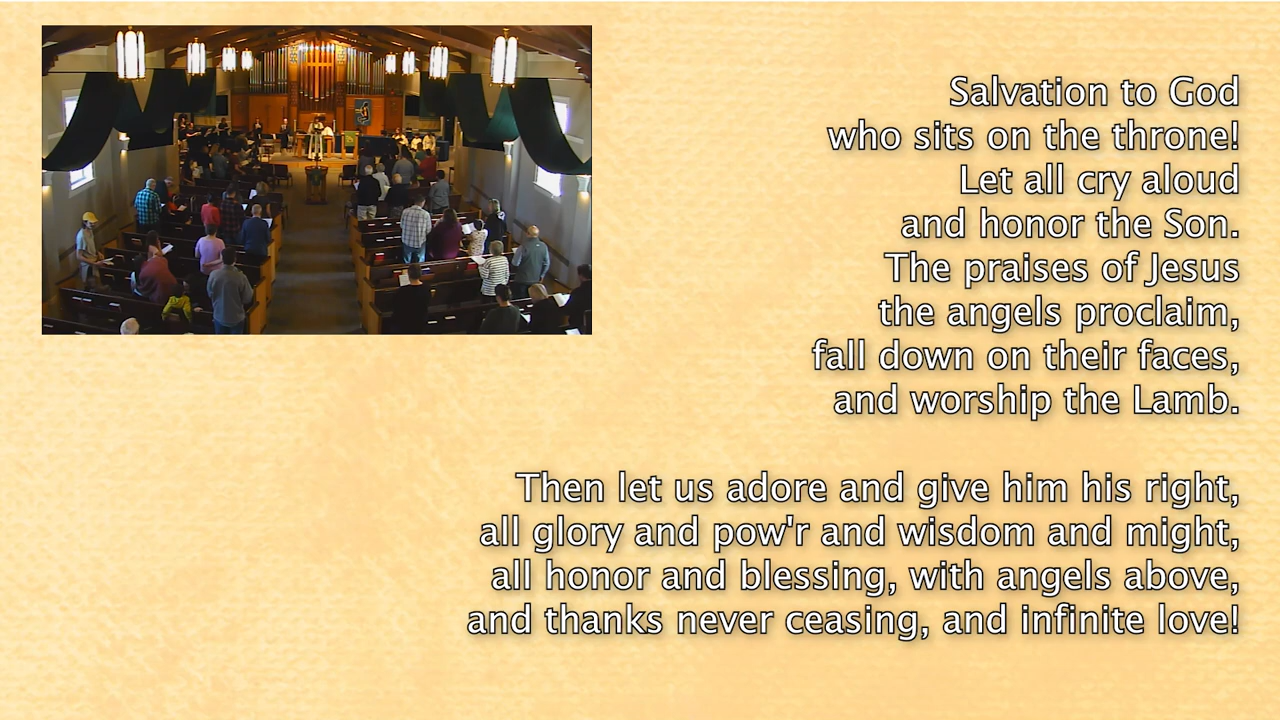 Salvation to God
who sits on the throne!
Let all cry aloud
and honor the Son.
The praises of Jesus
the angels proclaim,
fall down on their faces,
and worship the Lamb.
Then let us adore and give him his right,
all glory and pow'r and wisdom and might,
all honor and blessing, with angels above,
and thanks never ceasing, and infinite love!